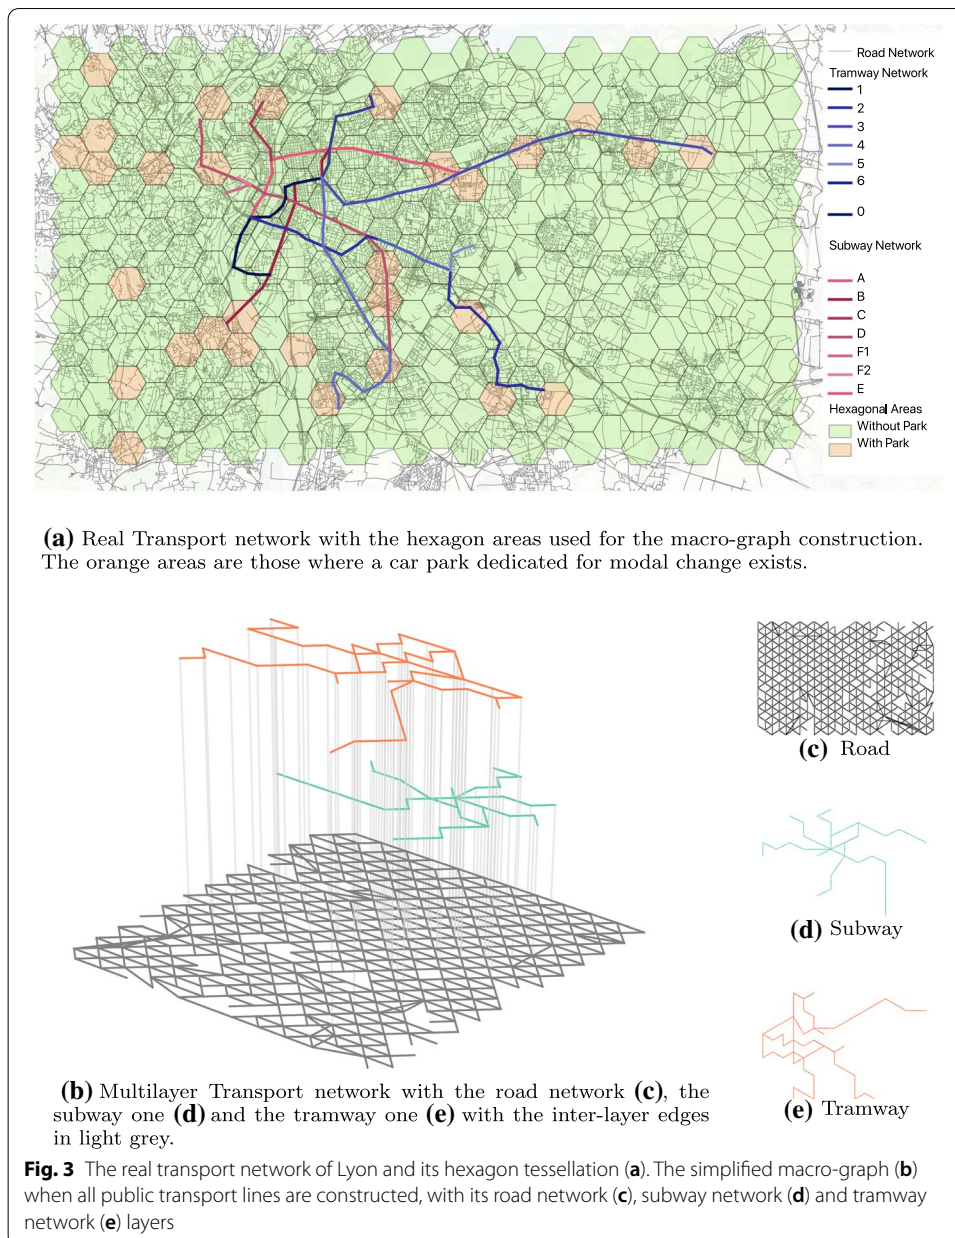 Road Network
Tramway Network
1
2
3
4
5
6
0
Subway Network
A
B
C
D
F1
F2
E
Hexagonal Areas
Without Park
With Park
(a) Real Transport network with the hexagon areas used for the macro-graph construction.
The orange areas are those where a car park dedicated for modal change exists.
(c) Road
(d) Subway
(e) Tramway
(b) Multilayer Transport network with the road network (c), the
subway one (d) and the tramway one (e) with the inter-layer edges
in light grey.
Fig. 3 The real transport network of Lyon and its hexagon tessellation (a). The simplified macro-graph (b)
when all public transport lines are constructed, with its road network (c), subway network (d) and tramway
network (e) layers